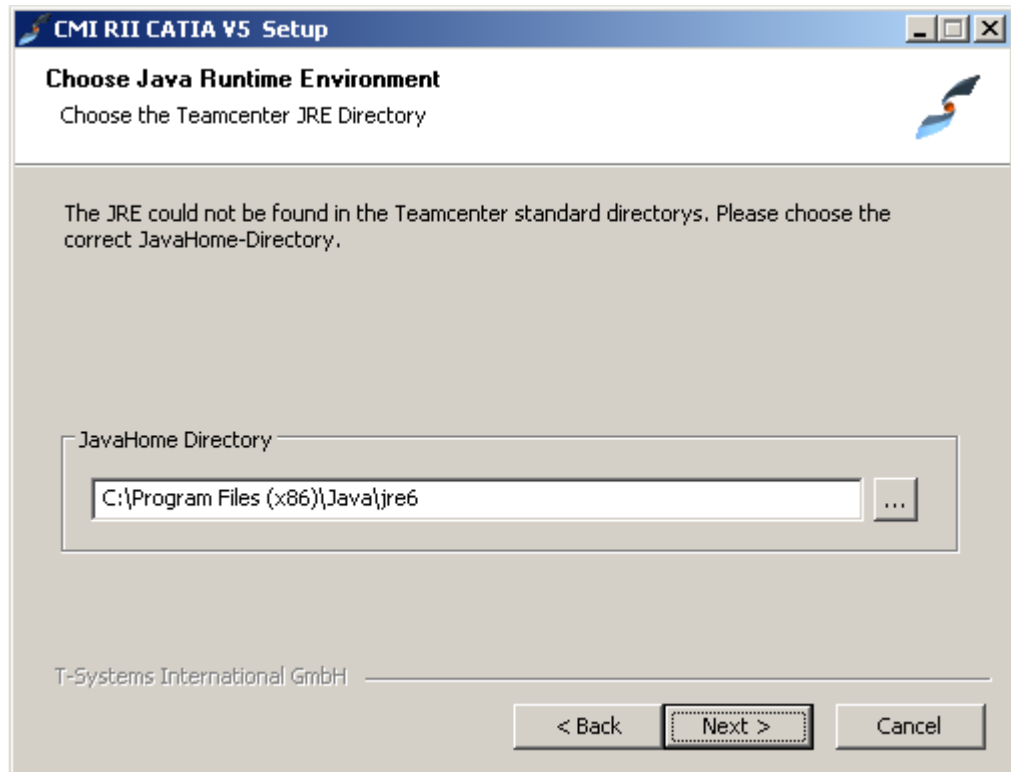 CMI RII CATIA V5 Setup
Choose Java Runtime Environment
Choose the Teamcenter JRE Directory
The JRE could not be found in the Teamcenter standard directorys. Please choose the
correct JavaHome-Directory.
JavaHome Directory
C:\Program Files (x86)\Java\jre6
...
T-Systems International GmbH
< Back
Next >
Cancel